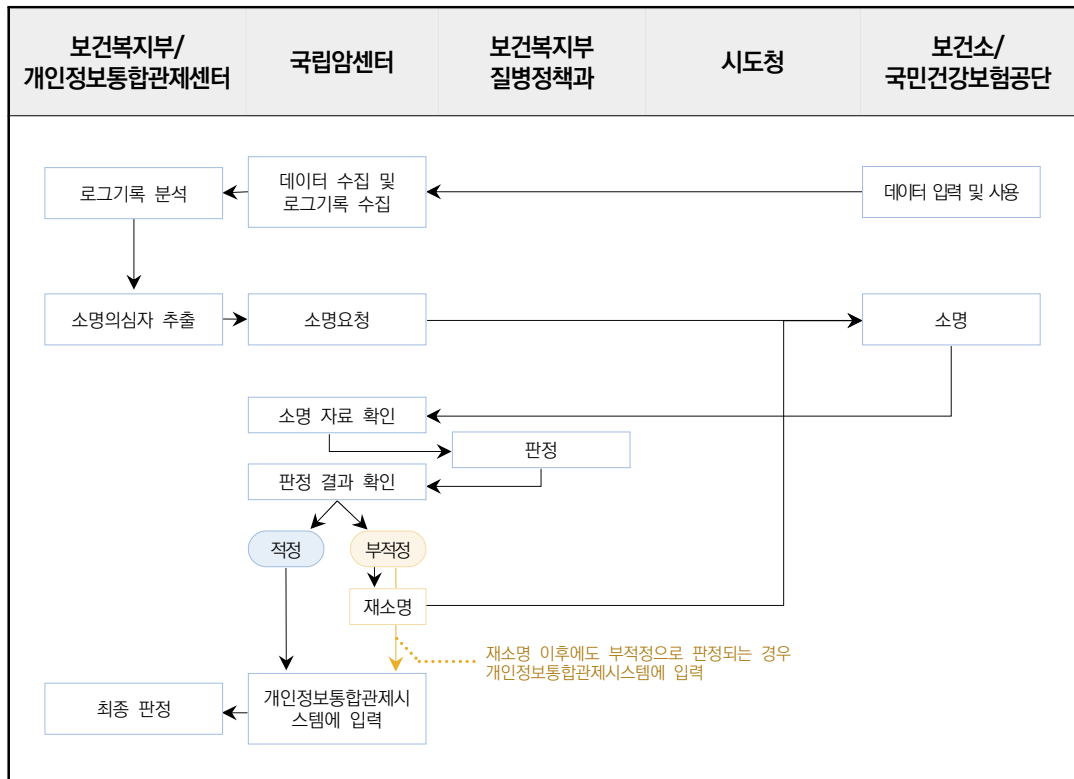 보건복지부/
개인정보통합관제센터
국립암센터
보건복지부
질병정책과
시도청
보건소/
국민건강보험공단
로그기록 분석
데이터 수집 및
로그기록 수집
데이터 입력 및 사용
소명의심자 추출
소명요청
소명
소명 자료 확인
판정
판정 결과 확인
적정
부적정
재소명
재소명 이후에도 부적정으로 판정되는 경우
개인정보통합관제시스템에 입력
최종 판정
개인정보통합관제시
스템에 입력